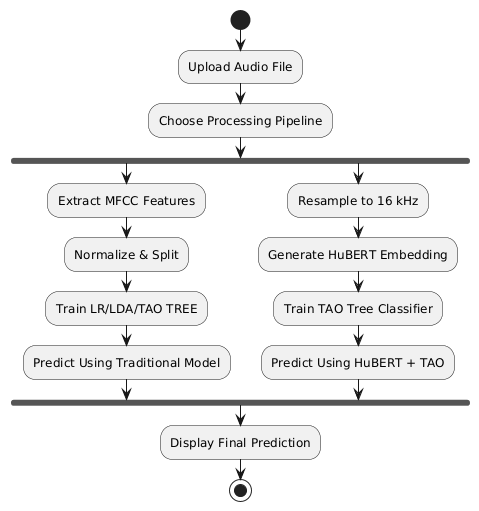 Upload Audio File
Choose Processing Pipeline
Extract MFCC Features
Normalize & Split
Train LR/LDA/TAO TREE
Predict Using Traditional Model
Resample to 16 kHz
Generate HuBERT Embedding
Train TAO Tree Classifier
Predict Using HuBERT + TAO
Display Final Prediction